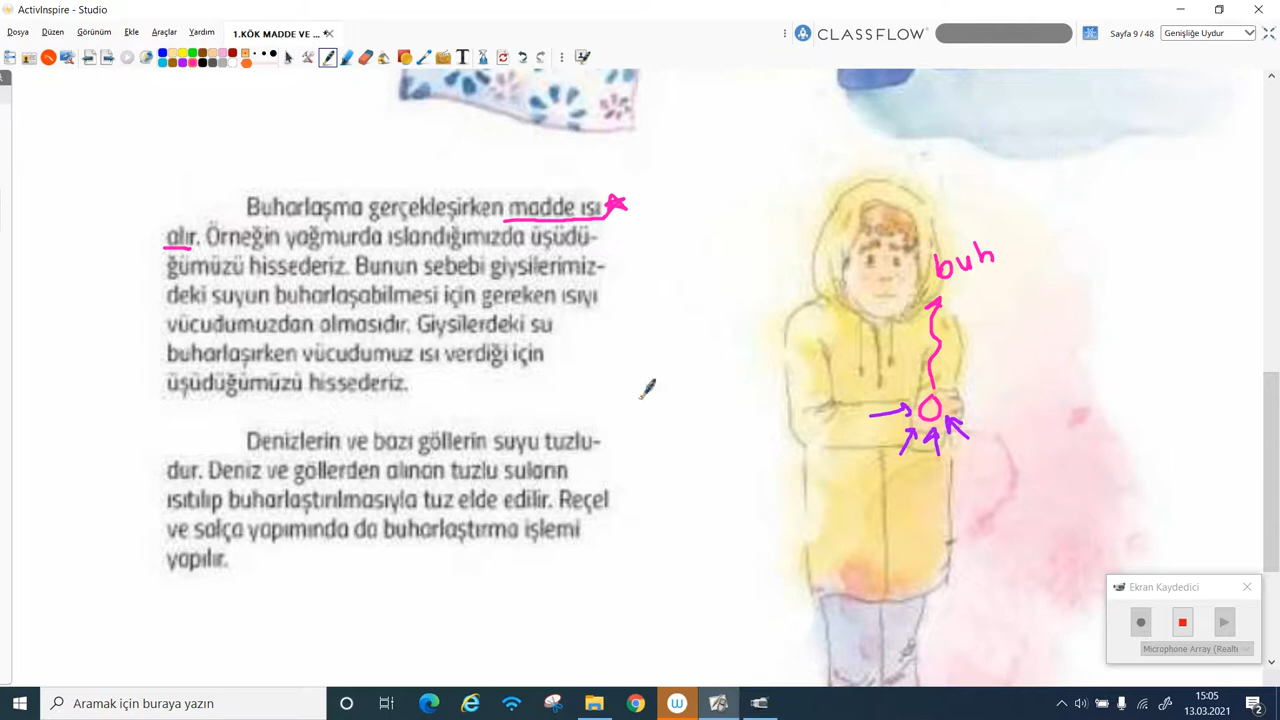 ActivInspire - Studio
Dosya Düzen Görünüm Ekle Araçlar Yardım
1.KÖK MADDE VE ...
CLASSFLOW
Sayfa 9 / 48
Genişliğe Uydur
Buharlaşma gerçekleşirken madde ısı
alır. Örneğin yağmurda ıslandığımızda üşüdü-
ğümüzü hissederiz. Bunun sebebi giysilerimiz-
deki suyun buharlaşabilmesi için gereken ısıyı
vücudumuzdan almasıdır. Giysilerdeki su
buharlaşırken vücudumuz ısı verdiği için
üşüdüğümüzü hissederiz.
buh
Denizlerin ve bazı göllerin suyu tuzlu-
dur. Deniz ve göllerden alınan tuzlu suların
ısıtılıp buharlaştırılmasıyla tuz elde edilir. Reçel
ve salça yapımında da buharlaştırma işlemi
yapılır.
Ekran Kaydedici
Microphone Array (Realt
Aramak için buraya yazın
15:05
13.03.2021
2